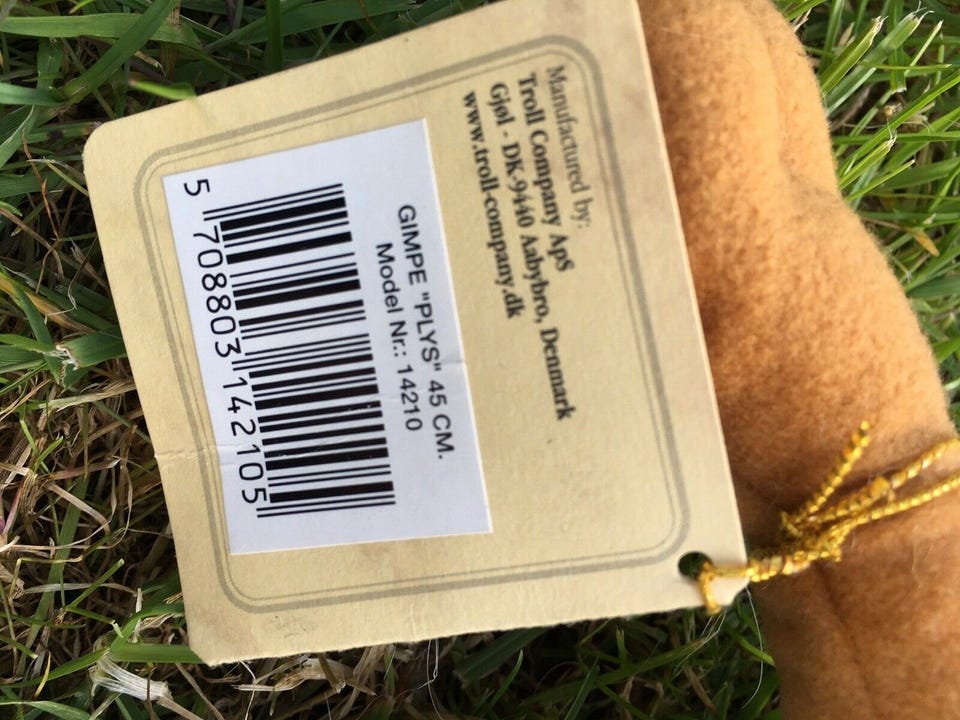 Manufactured by:
Troll Company ApS
Gjøl - DK-9440 Aabybro, Denmark
www.troll-company.dk
GIMPE "PLYS" 45 CM.
Model Nr.: 14210
5 708803 142105